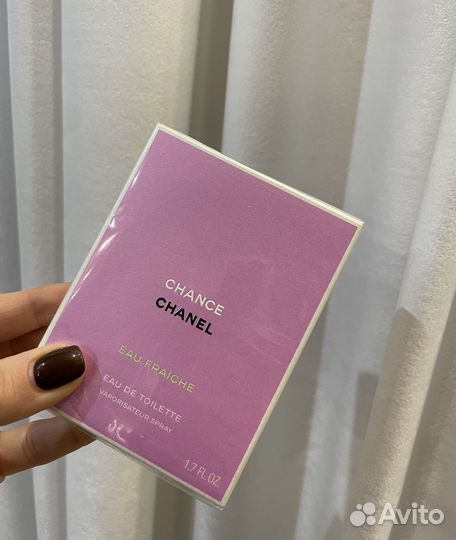 CHANCE
CHANEL
EAU FRAÎCHE
EAU DE TOILETTE
VAPORISATEUR SPRAY
1.7 FL. OZ.
Avito